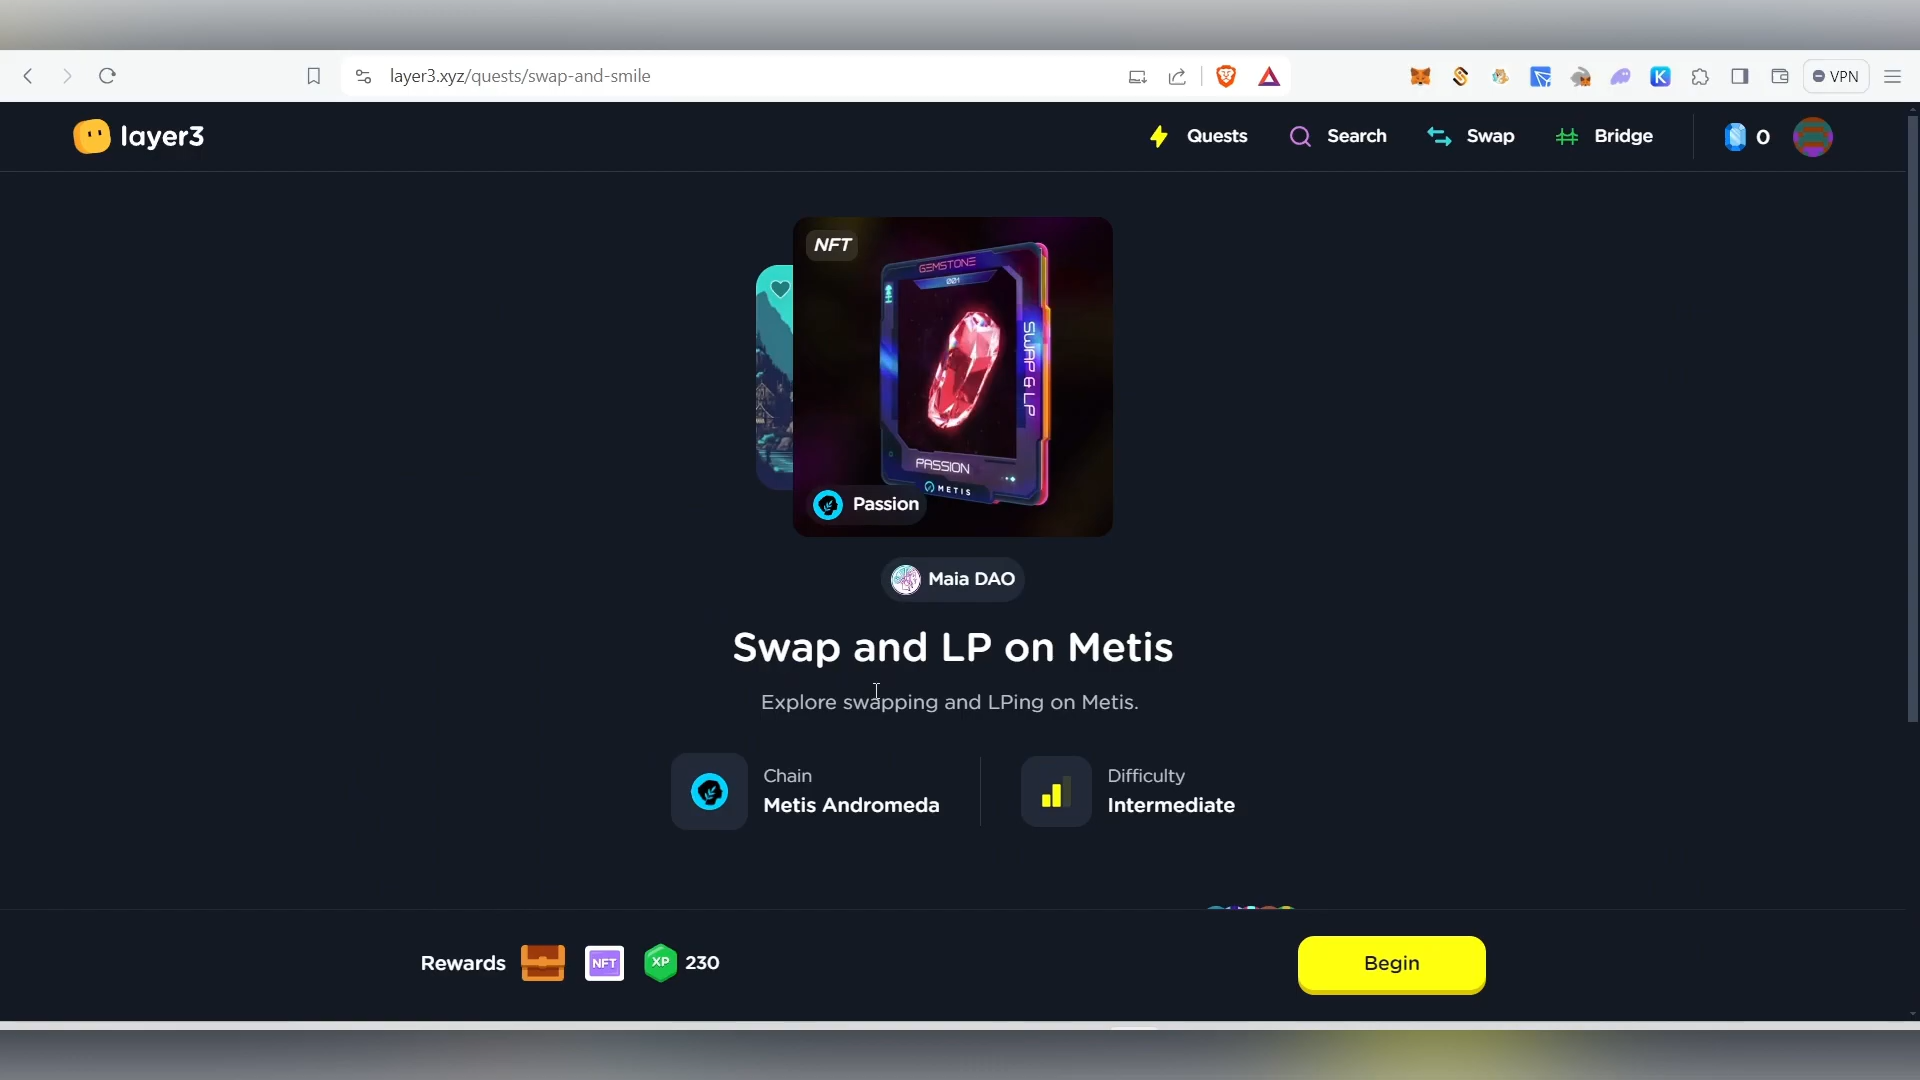 layer3.xyz/quests/swap-and-smile
VPN
layer3
Quests
Search
Swap
Bridge
0
NFT
GEMSTONE
001
SWAP & LP
PASSION
METIS
Passion
Maia DAO
Swap and LP on Metis
Explore swapping and LPing on Metis.
Chain
Metis Andromeda
Difficulty
Intermediate
Rewards
NFT
XP
230
Begin